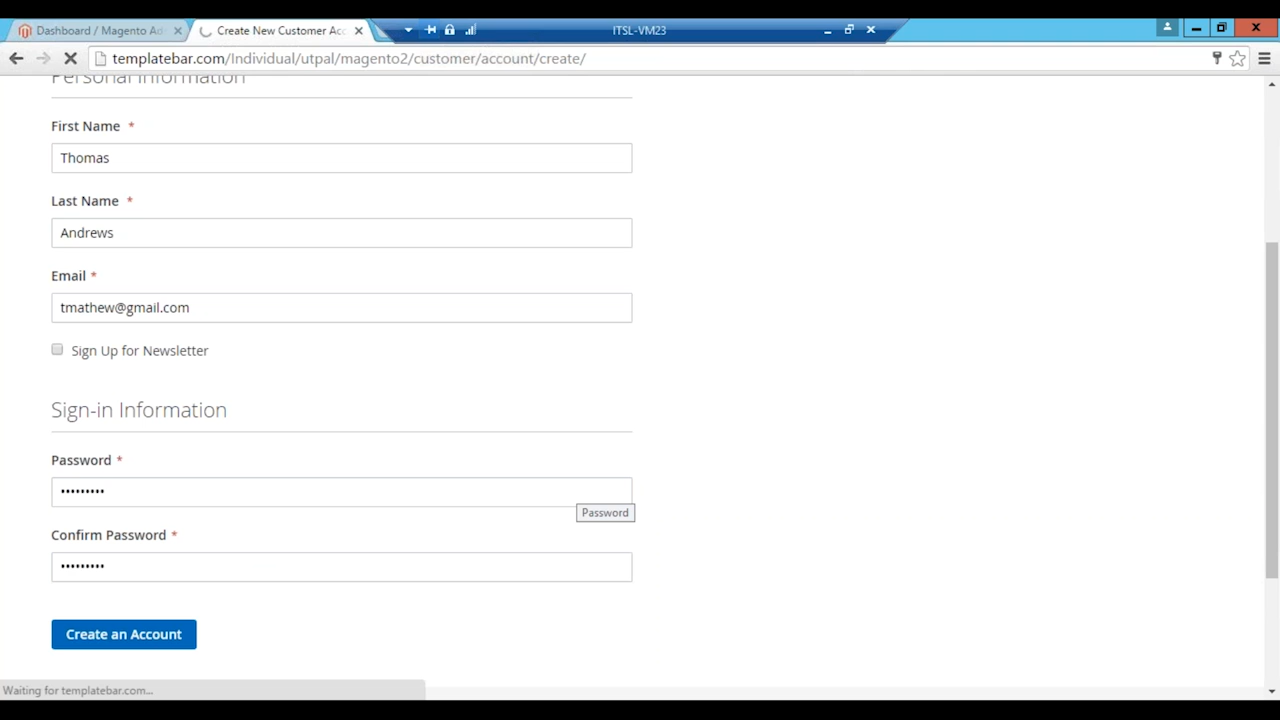 Dashboard / Magento Ad
Create New Customer Acc
ITSL-VM23
templatebar.com/Individual/utpal/magento2/customer/account/create/
Personal Information
First Name *
Thomas
Last Name *
Andrews
Email *
tmathew@gmail.com
Sign Up for Newsletter
Sign-in Information
Password *
•••••••••
Password
Confirm Password *
•••••••••
Create an Account
Waiting for templatebar.com...